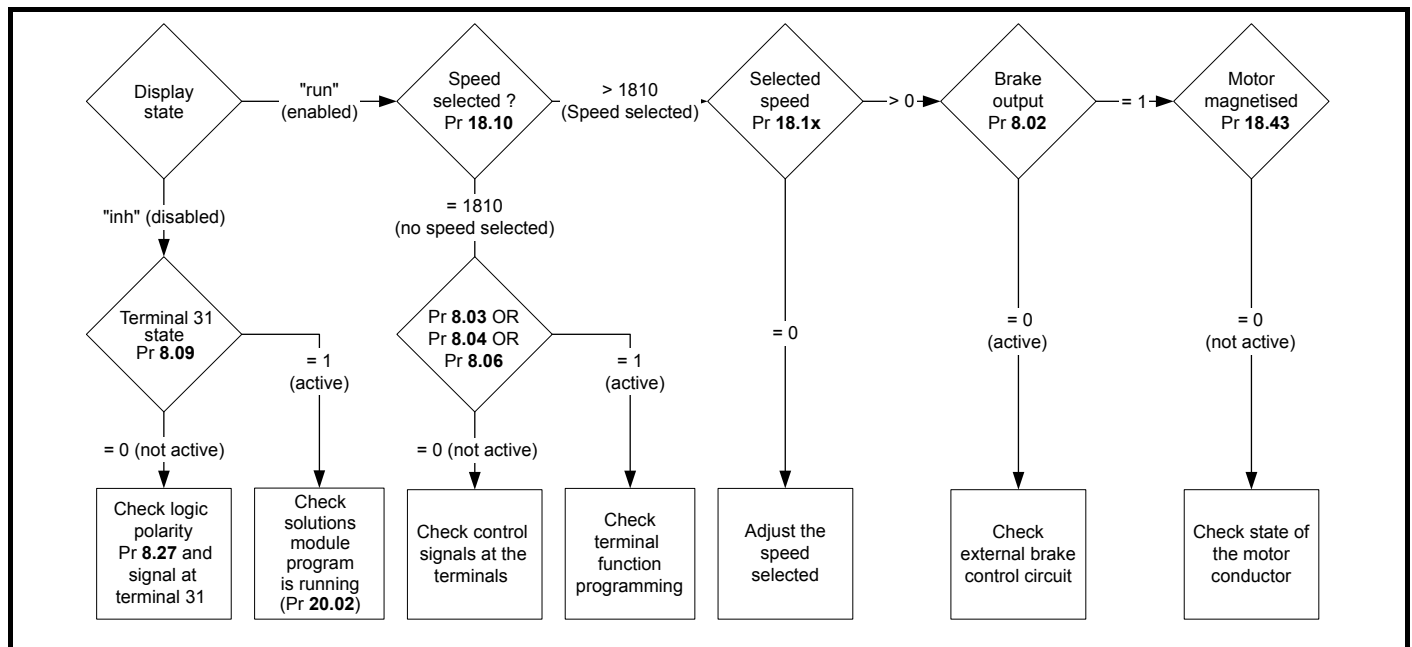 Display
state
"run"
(enabled)
Speed
selected ?
Pr 18.10
> 1810
(Speed selected)
Selected
speed
Pr 18.1x
> 0
Brake
output
Pr 8.02
= 1
Motor
magnetised
Pr 18.43
"inh" (disabled)
= 1810
(no speed selected)
= 0
= 0
(active)
= 0
(not active)
Terminal 31
state
Pr 8.09
= 1
(active)
Pr 8.03 OR
Pr 8.04 OR
Pr 8.06
= 1
(active)
= 0 (not active)
= 0 (not active)
Check logic
polarity
Pr 8.27 and
signal at
terminal 31
Check
solutions
module
program
is running
(Pr 20.02)
Check control
signals at the
terminals
Check
terminal
function
programming
Adjust the
speed
selected
Check
external brake
control circuit
Check state of
the motor
conductor